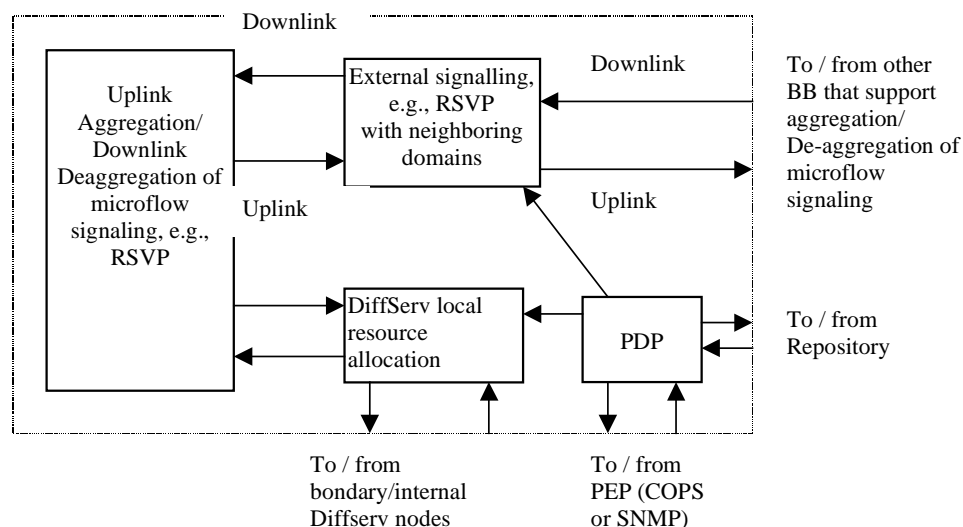 Downlink
Uplink
Aggregation/
Downlink
Deaggregation of
microflow
signaling, e.g.,
RSVP
External signalling,
e.g., RSVP
with neighboring
domains
Downlink
To / from other
BB that support
aggregation/
De-aggregation of
microflow
signaling
Uplink
Uplink
DiffServ local
resource
allocation
PDP
To / from
Repository
To / from
bondary/internal
Diffserv nodes
To / from
PEP (COPS
or SNMP)